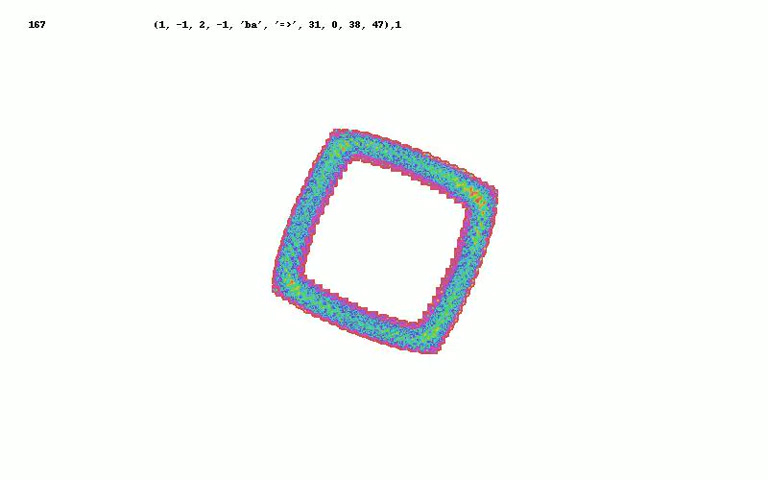 167 (1, -1, 2, -1, 'ba', '=>', 31, 0, 38, 47),1